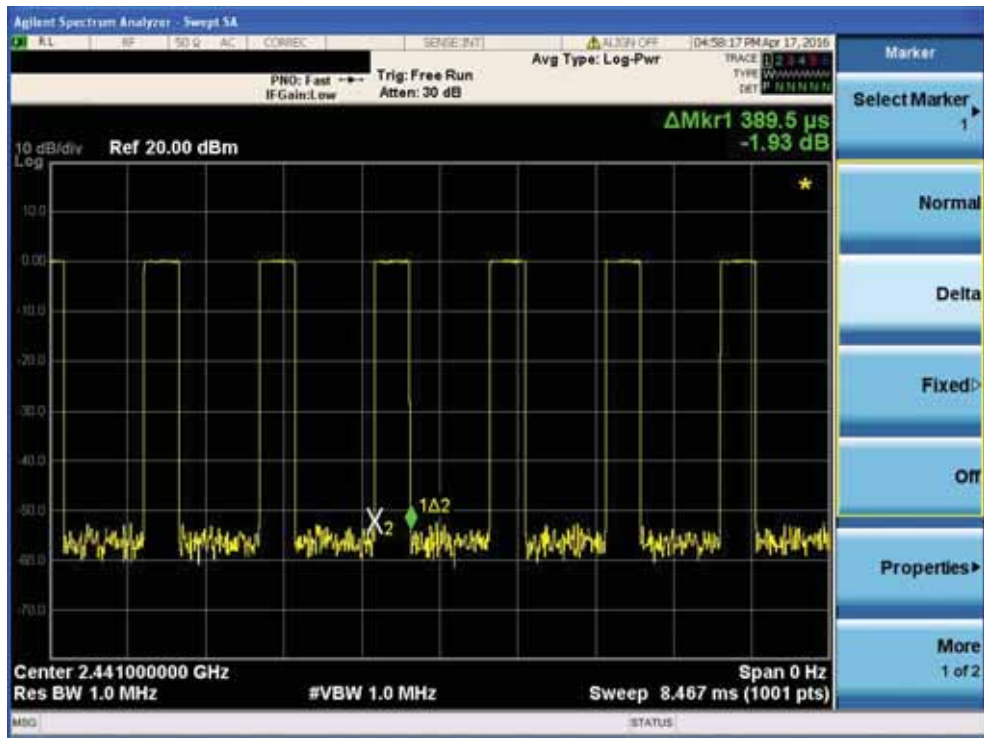 Agilent Spectrum Analyzer - Swept SA
RL RF 50 Ω AC CORREC SENSE:INT ALIGN OFF 04:58:17 PM Apr 17, 2016
Marker
Avg Type: Log-Pwr
TRACE 1 2 3 4 5 6
PNO: Fast Trig: Free Run
TYPE
IFGain:Low Atten: 30 dB
DET P N N N N N
Select Marker
1
ΔMkr1 389.5 µs
-1.93 dB
10 dB/div Ref 20.00 dBm
Log
10.0
0.00
-10.0
-20.0
-30.0
-40.0
-50.0
-60.0
-70.0
2
1Δ2
Normal
Delta
Fixed
Off
Properties
More
1 of 2
Center 2.441000000 GHz Span 0 Hz
Res BW 1.0 MHz #VBW 1.0 MHz Sweep 8.467 ms (1001 pts)
MSG STATUS